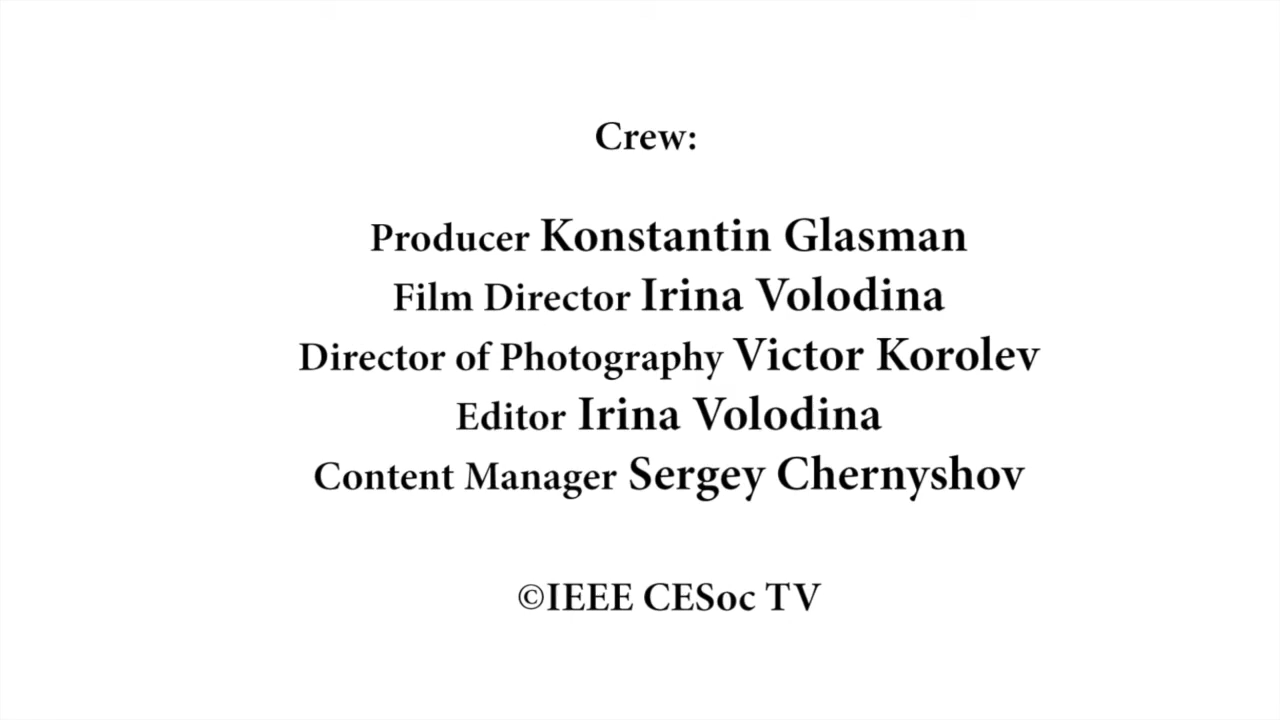 Crew:
Producer Konstantin Glasman
Film Director Irina Volodina
Director of Photography Victor Korolev
Editor Irina Volodina
Content Manager Sergey Chernyshov
©IEEE CESoc TV